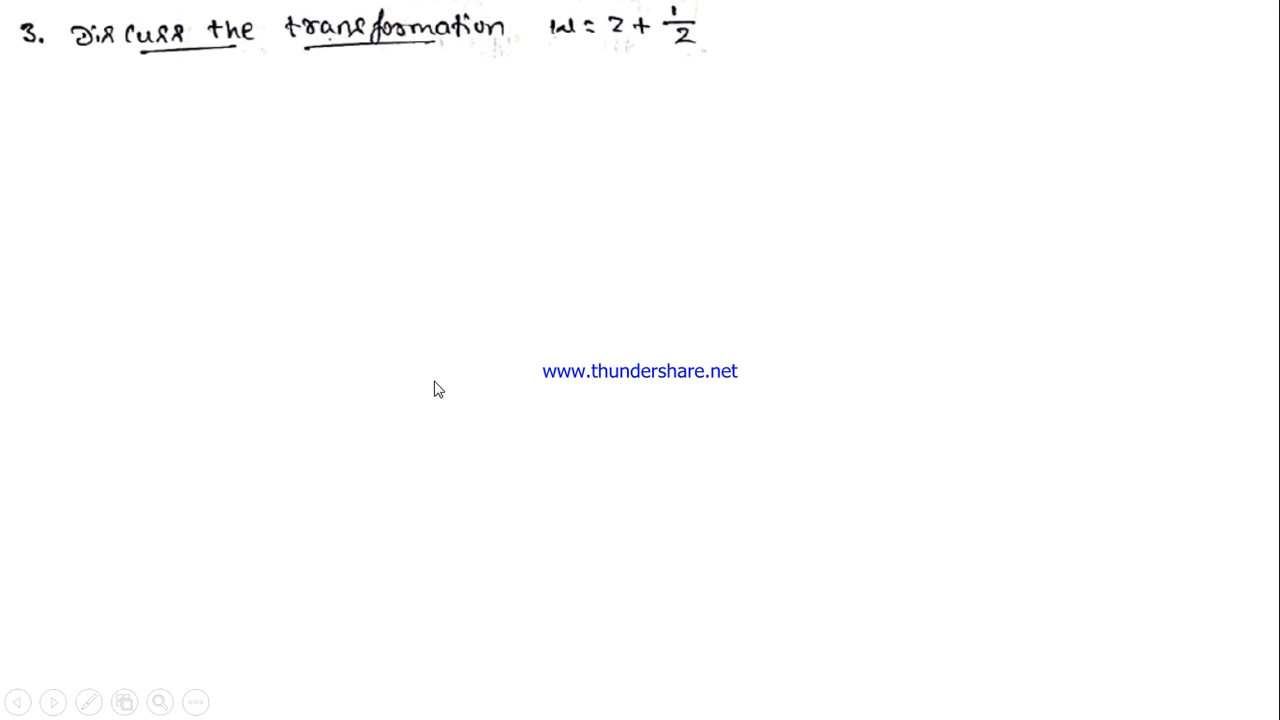 3. Discuss the transformation w = z + 1/z
www.thundershare.net